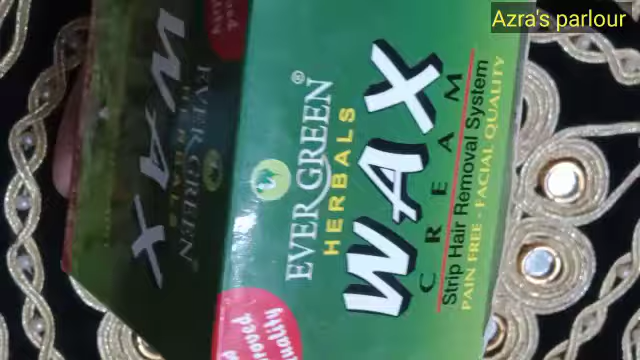 Azra's parlour
EVER GREEN®
HERBALS
WAX
CREAM
Strip Hair Removal System
PAIN FREE - FACIAL QUALITY
EVER GREEN
HERBALS
WAX